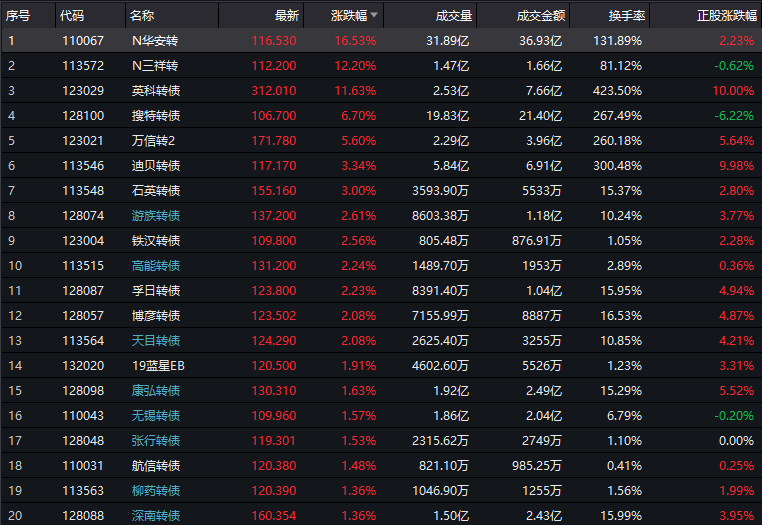 序号 代码 名称 最新 涨跌幅 成交量 成交金额 换手率 正股涨跌幅
1 110067 N华安转 116.530 16.53% 31.89亿 36.93亿 131.89% 2.23%
2 113572 N三祥转 112.200 12.20% 1.47亿 1.66亿 81.12% -0.62%
3 123029 英科转债 312.010 11.63% 2.53亿 7.66亿 423.50% 10.00%
4 128100 搜特转债 106.700 6.70% 19.83亿 21.40亿 267.49% -6.22%
5 123021 万信转2 171.780 5.60% 2.29亿 3.96亿 260.18% 5.64%
6 113546 迪贝转债 117.170 3.34% 5.84亿 6.91亿 300.48% 9.98%
7 113548 石英转债 155.160 3.00% 3593.90万 5533万 15.37% 2.80%
8 128074 游族转债 137.200 2.61% 8603.38万 1.18亿 10.24% 3.77%
9 123004 铁汉转债 109.800 2.56% 805.48万 876.91万 1.05% 2.28%
10 113515 高能转债 131.200 2.24% 1489.70万 1953万 2.89% 0.36%
11 128087 孚日转债 123.800 2.23% 8391.40万 1.04亿 15.95% 4.94%
12 128057 博彦转债 123.502 2.08% 7155.99万 8887万 16.53% 4.87%
13 113564 天目转债 124.290 2.08% 2625.40万 3255万 10.85% 4.21%
14 132020 19蓝星EB 120.500 1.91% 4602.60万 5526万 1.23% 3.31%
15 128098 康弘转债 130.310 1.63% 1.92亿 2.49亿 15.29% 5.52%
16 110043 无锡转债 109.960 1.57% 1.86亿 2.04亿 6.79% -0.20%
17 128048 张行转债 119.301 1.53% 2315.62万 2749万 1.10% 0.00%
18 110031 航信转债 120.380 1.48% 821.10万 985.25万 0.41% 0.25%
19 113563 柳药转债 120.390 1.36% 1046.90万 1255万 1.56% 1.99%
20 128088 深南转债 160.354 1.36% 1.50亿 2.43亿 15.99% 3.95%